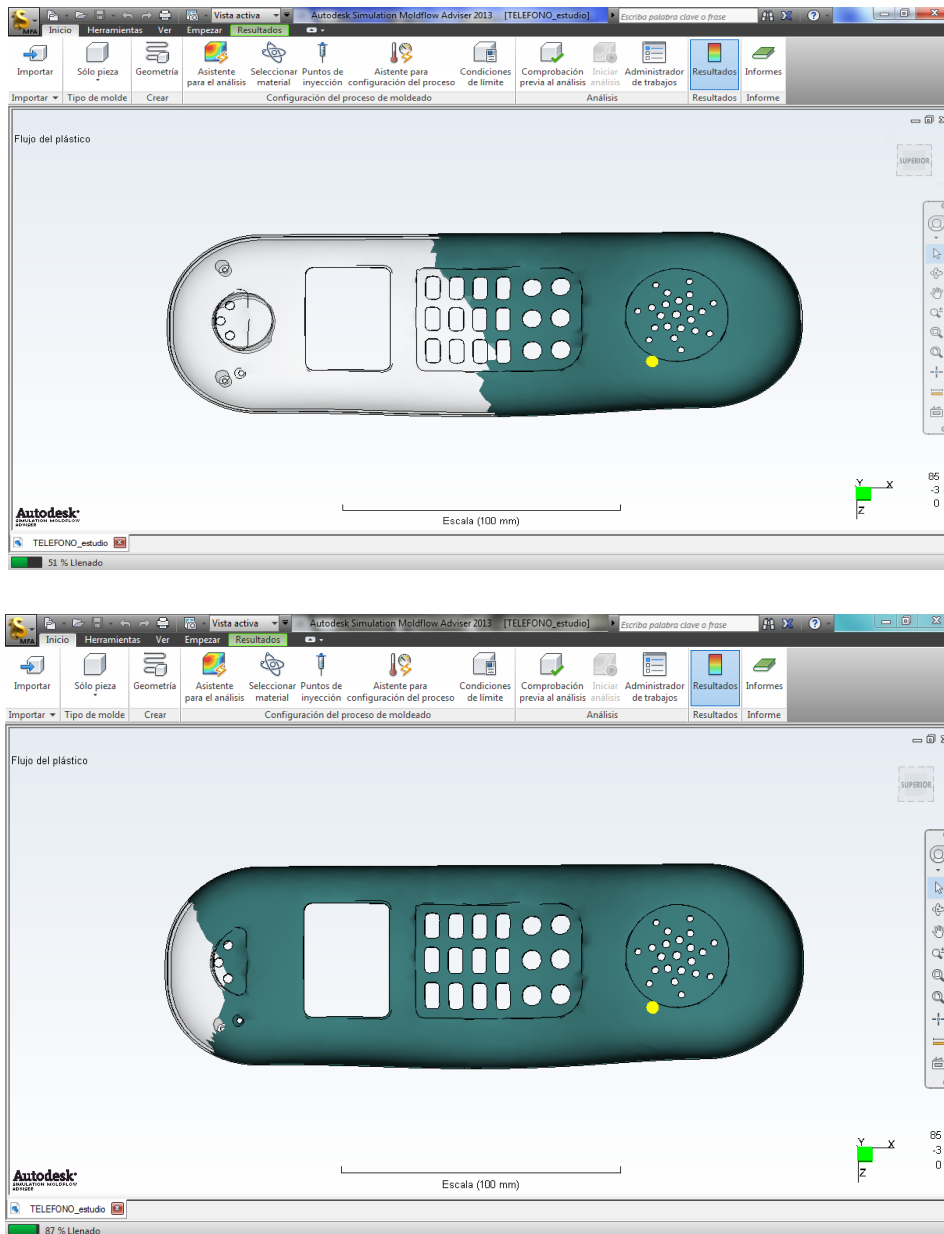 Vista activa
Autodesk Simulation Moldflow Adviser 2013 [TELEFONO_estudio]
Escriba palabra clave o frase
MFA Inicio Herramientas Ver Empezar Resultados
Importar Sólo pieza Geometría Asistente para el análisis Seleccionar material Puntos de inyección Aistente para configuración del proceso Condiciones de límite Comprobación previa al análisis Iniciar análisis Administrador de trabajos Resultados Informes
Importar Tipo de molde Crear Configuración del proceso de moldeado Análisis Resultados Informe
Flujo del plástico
SUPERIOR
Y X
Z
85
-3
0
Escala (100 mm)
Autodesk
SIMULATION MOLDFLOW
ADVISER
TELEFONO_estudio
51 % Llenado
Vista activa
Autodesk Simulation Moldflow Adviser 2013 [TELEFONO_estudio]
Escriba palabra clave o frase
MFA Inicio Herramientas Ver Empezar Resultados
Importar Sólo pieza Geometría Asistente para el análisis Seleccionar material Puntos de inyección Aistente para configuración del proceso Condiciones de límite Comprobación previa al análisis Iniciar análisis Administrador de trabajos Resultados Informes
Importar Tipo de molde Crear Configuración del proceso de moldeado Análisis Resultados Informe
Flujo del plástico
SUPERIOR
Y X
Z
85
-3
0
Escala (100 mm)
Autodesk
SIMULATION MOLDFLOW
ADVISER
TELEFONO_estudio
87 % Llenado